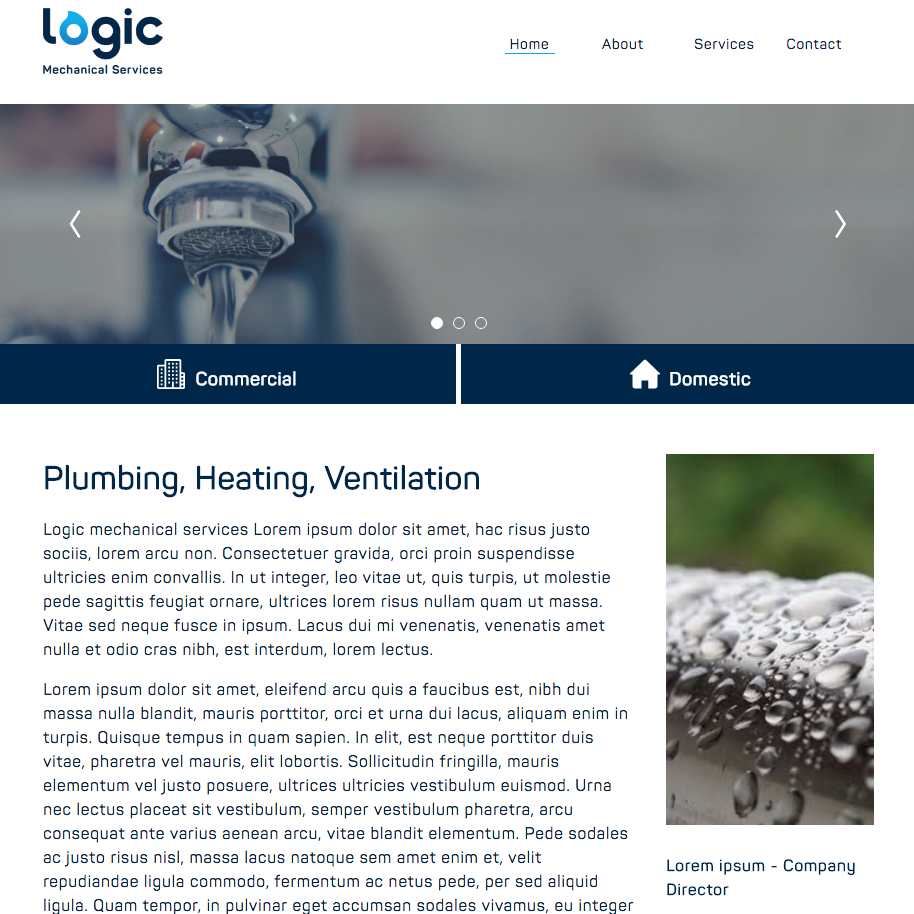 logic
Mechanical Services
Home
About
Services
Contact
Commercial
Domestic
Plumbing, Heating, Ventilation
Logic mechanical services Lorem ipsum dolor sit amet, hac risus justo
sociis, lorem arcu non. Consectetuer gravida, orci proin suspendisse
ultricies enim convallis. In ut integer, leo vitae ut, quis turpis, ut molestie
pede sagittis feugiat ornare, ultrices lorem risus nullam quam ut massa.
Vitae sed neque fusce in ipsum. Lacus dui mi venenatis, venenatis amet
nulla et odio cras nibh, est interdum, lorem lectus.
Lorem ipsum dolor sit amet, eleifend arcu quis a faucibus est, nibh dui
massa nulla blandit, mauris porttitor, orci et urna dui lacus, aliquam enim in
turpis. Quisque tempus in quam sapien. In elit, est neque porttitor duis
vitae, pharetra vel mauris, elit lobortis. Sollicitudin fringilla, mauris
elementum vel justo posuere, ultrices ultricies vestibulum euismod. Urna
nec lectus placeat sit vestibulum, semper vestibulum pharetra, arcu
consequat ante varius aenean arcu, vitae blandit elementum. Pede sodales
ac justo risus nisl, massa lacus natoque sem amet enim et, velit
repudiandae ligula commodo, fermentum ac netus pede, per sed aliquid
ligula. Quam tempor, in pulvinar eget accumsan sodales vivamus, eu integer
Lorem ipsum - Company
Director